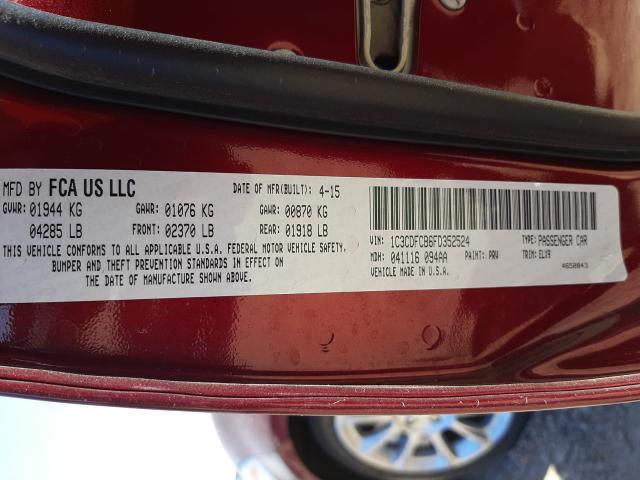 MFD BY FCA US LLC DATE OF MFR(BUILT): 4-15
GVWR: 01944 KG GAWR: 01076 KG GAWR: 00870 KG
04285 LB FRONT: 02370 LB REAR: 01918 LB
THIS VEHICLE CONFORMS TO ALL APPLICABLE U.S.A. FEDERAL MOTOR VEHICLE SAFETY,
BUMPER AND THEFT PREVENTION STANDARDS IN EFFECT ON
THE DATE OF MANUFACTURE SHOWN ABOVE.
VIN: 1C3CDFCB6FD352524 TYPE: PASSENGER CAR
MDH: 041116 094AA PAINT: PRV TRIM: ELX9
VEHICLE MADE IN U.S.A. 4658043